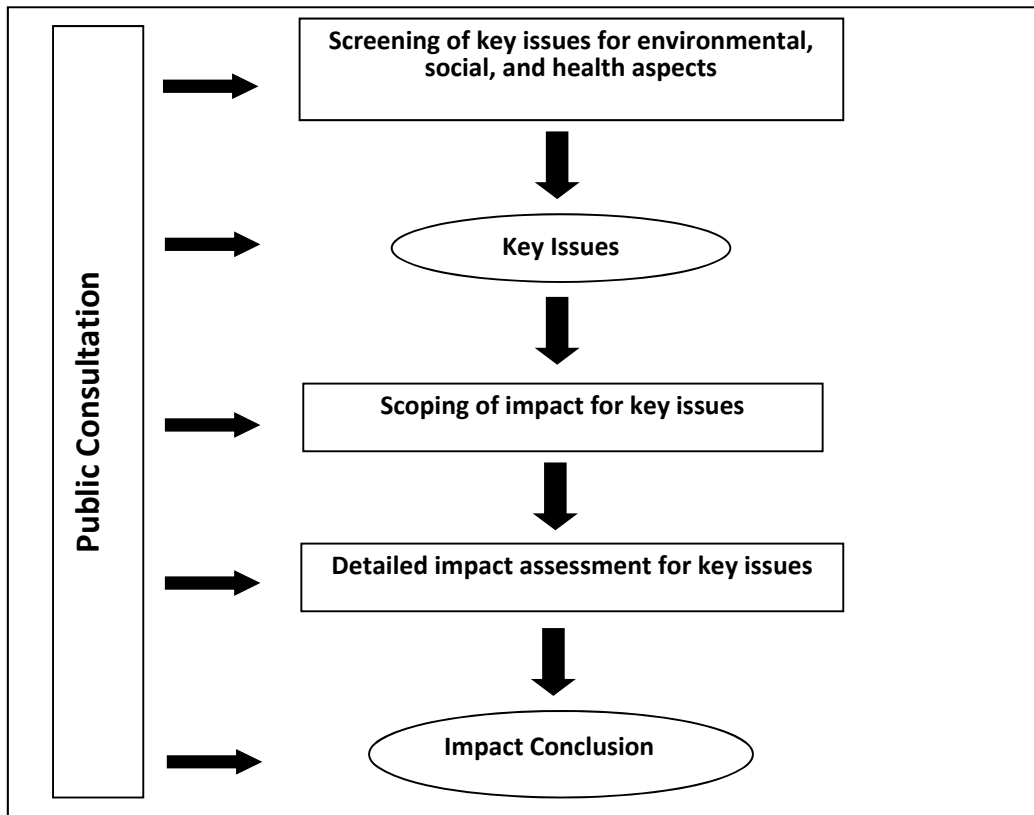 Public Consultation
Screening of key issues for environmental,
social, and health aspects
Key Issues
Scoping of impact for key issues
Detailed impact assessment for key issues
Impact Conclusion